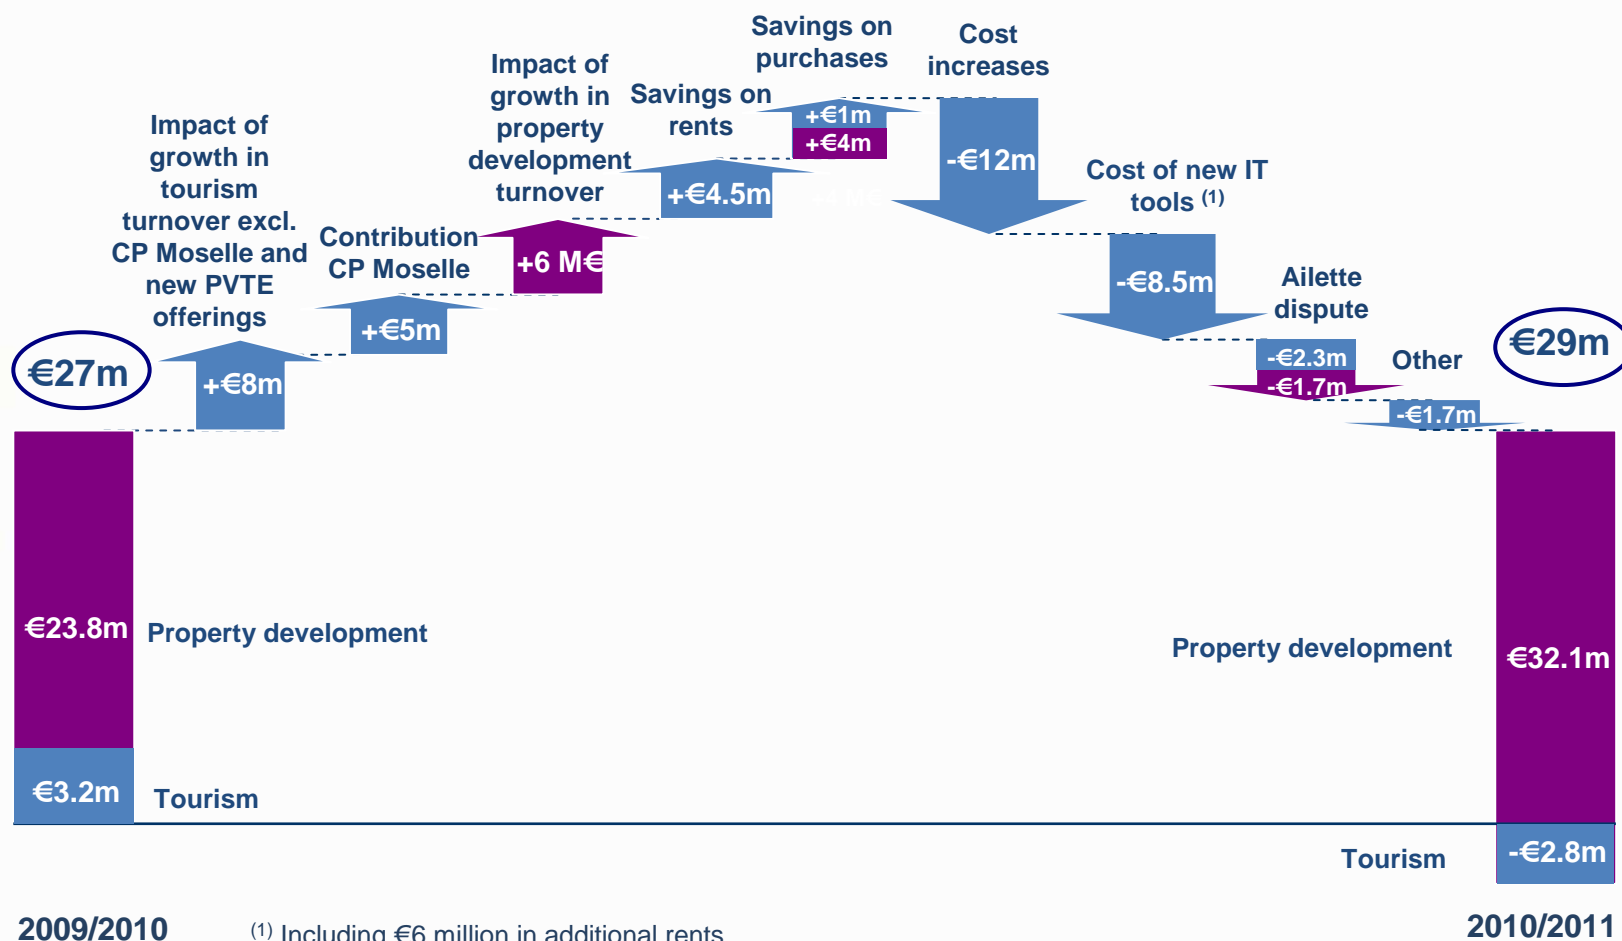 Savings on
purchases
Cost
increases
Impact of
growth in
property
development
turnover
Savings on
rents
+€1m
+€4m
Impact of
growth in
tourism
turnover excl.
CP Moselle and
new PVTE
offerings
-€12m
Cost of new IT
tools (1)
+€4.5m
+4 M€
Contribution
CP Moselle
+6 M€
-€8.5m
Ailette
dispute
+€5m
€27m
+€8m
-€2.3m
-€1.7m
Other
€29m
-€1.7m
€23.8m
Property development
Property development
€32.1m
€3.2m
Tourism
Tourism
-€2.8m
2009/2010
(1) Including €6 million in additional rents
2010/2011